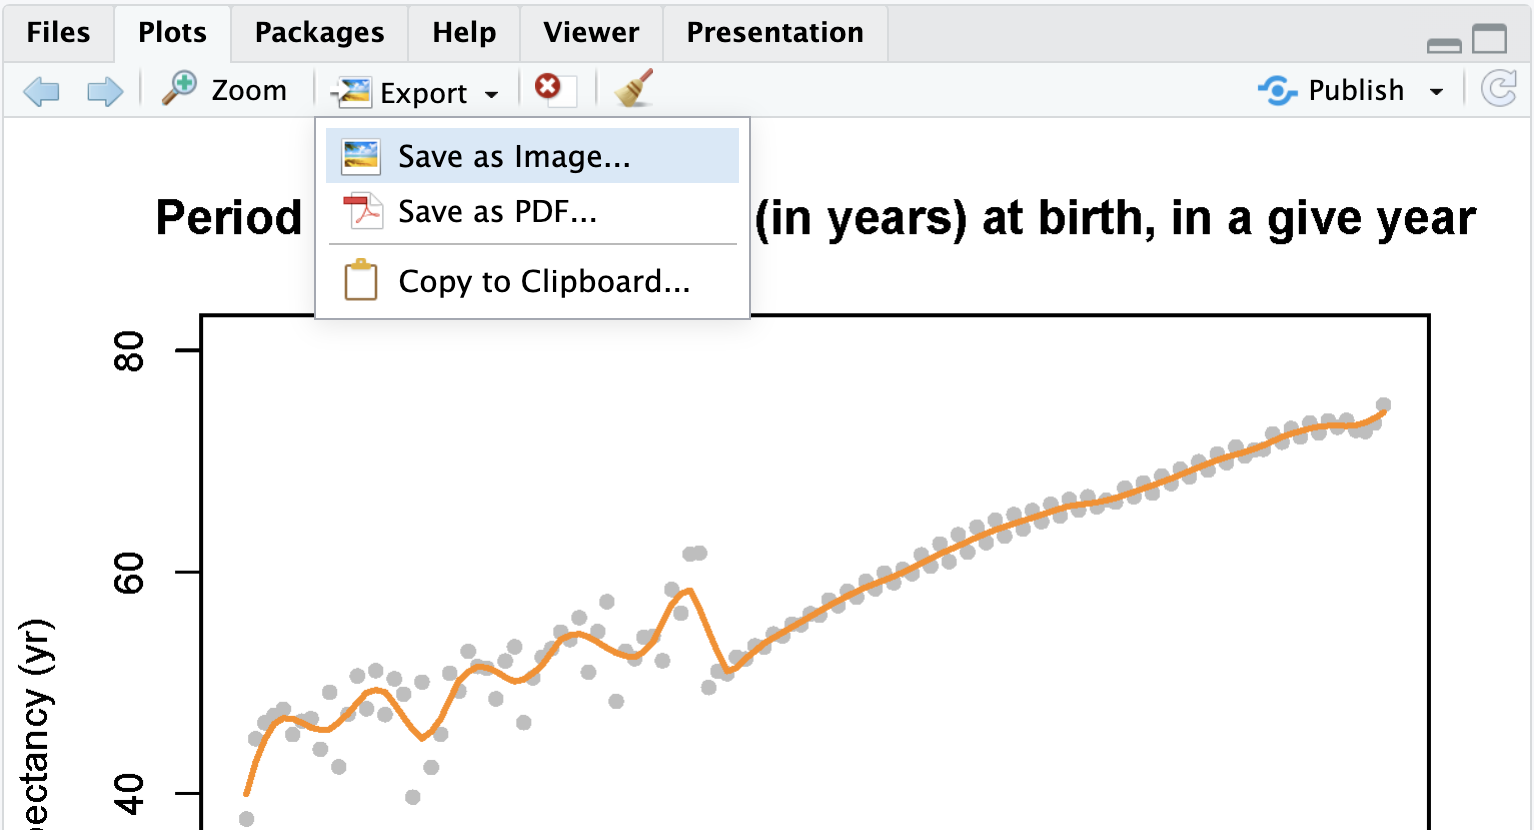 Files Plots Packages Help Viewer Presentation
Zoom Export Publish
Save as Image...
Save as PDF...
Copy to Clipboard...
Period (in years) at birth, in a give year
80
60
40
(yr)